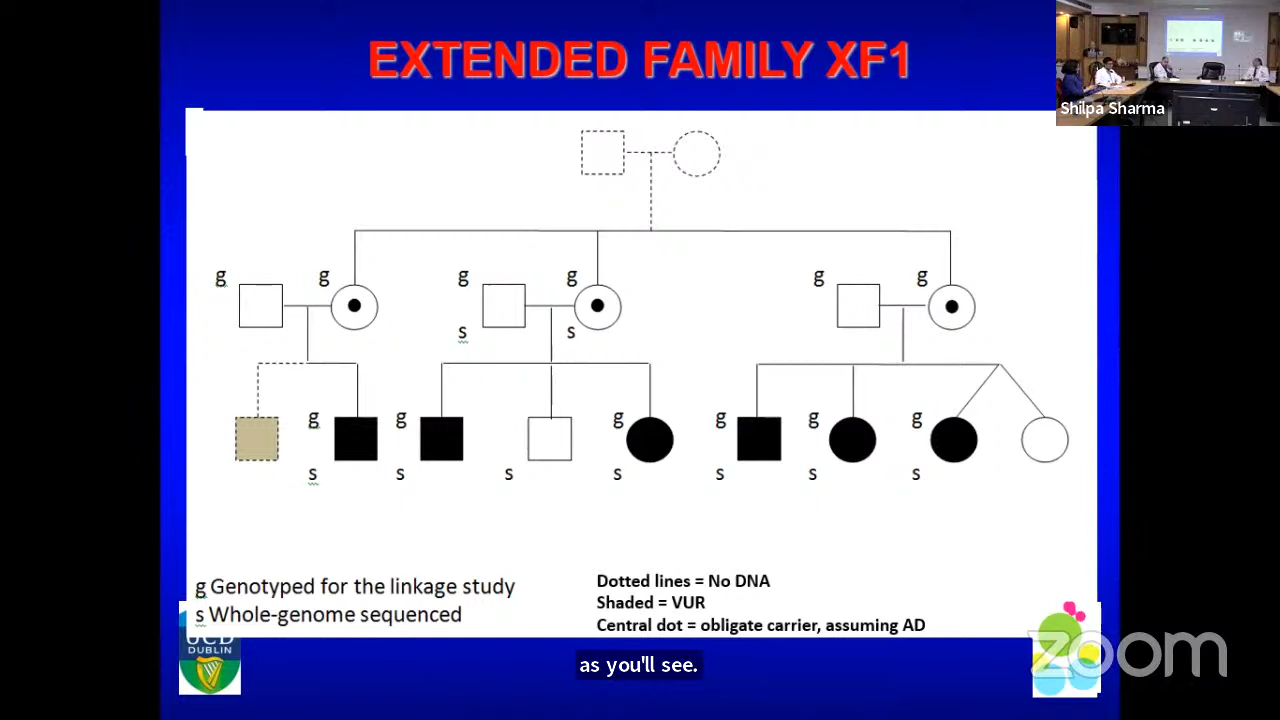 EXTENDED FAMILY XF1
Shilpa Sharma
g g g g g g
s s
g g g g g g
s s s s s s s
g Genotyped for the linkage study
s Whole-genome sequenced
Dotted lines = No DNA
Shaded = VUR
Central dot = obligate carrier, assuming AD
UCD
DUBLIN
as you'll see.
zoom